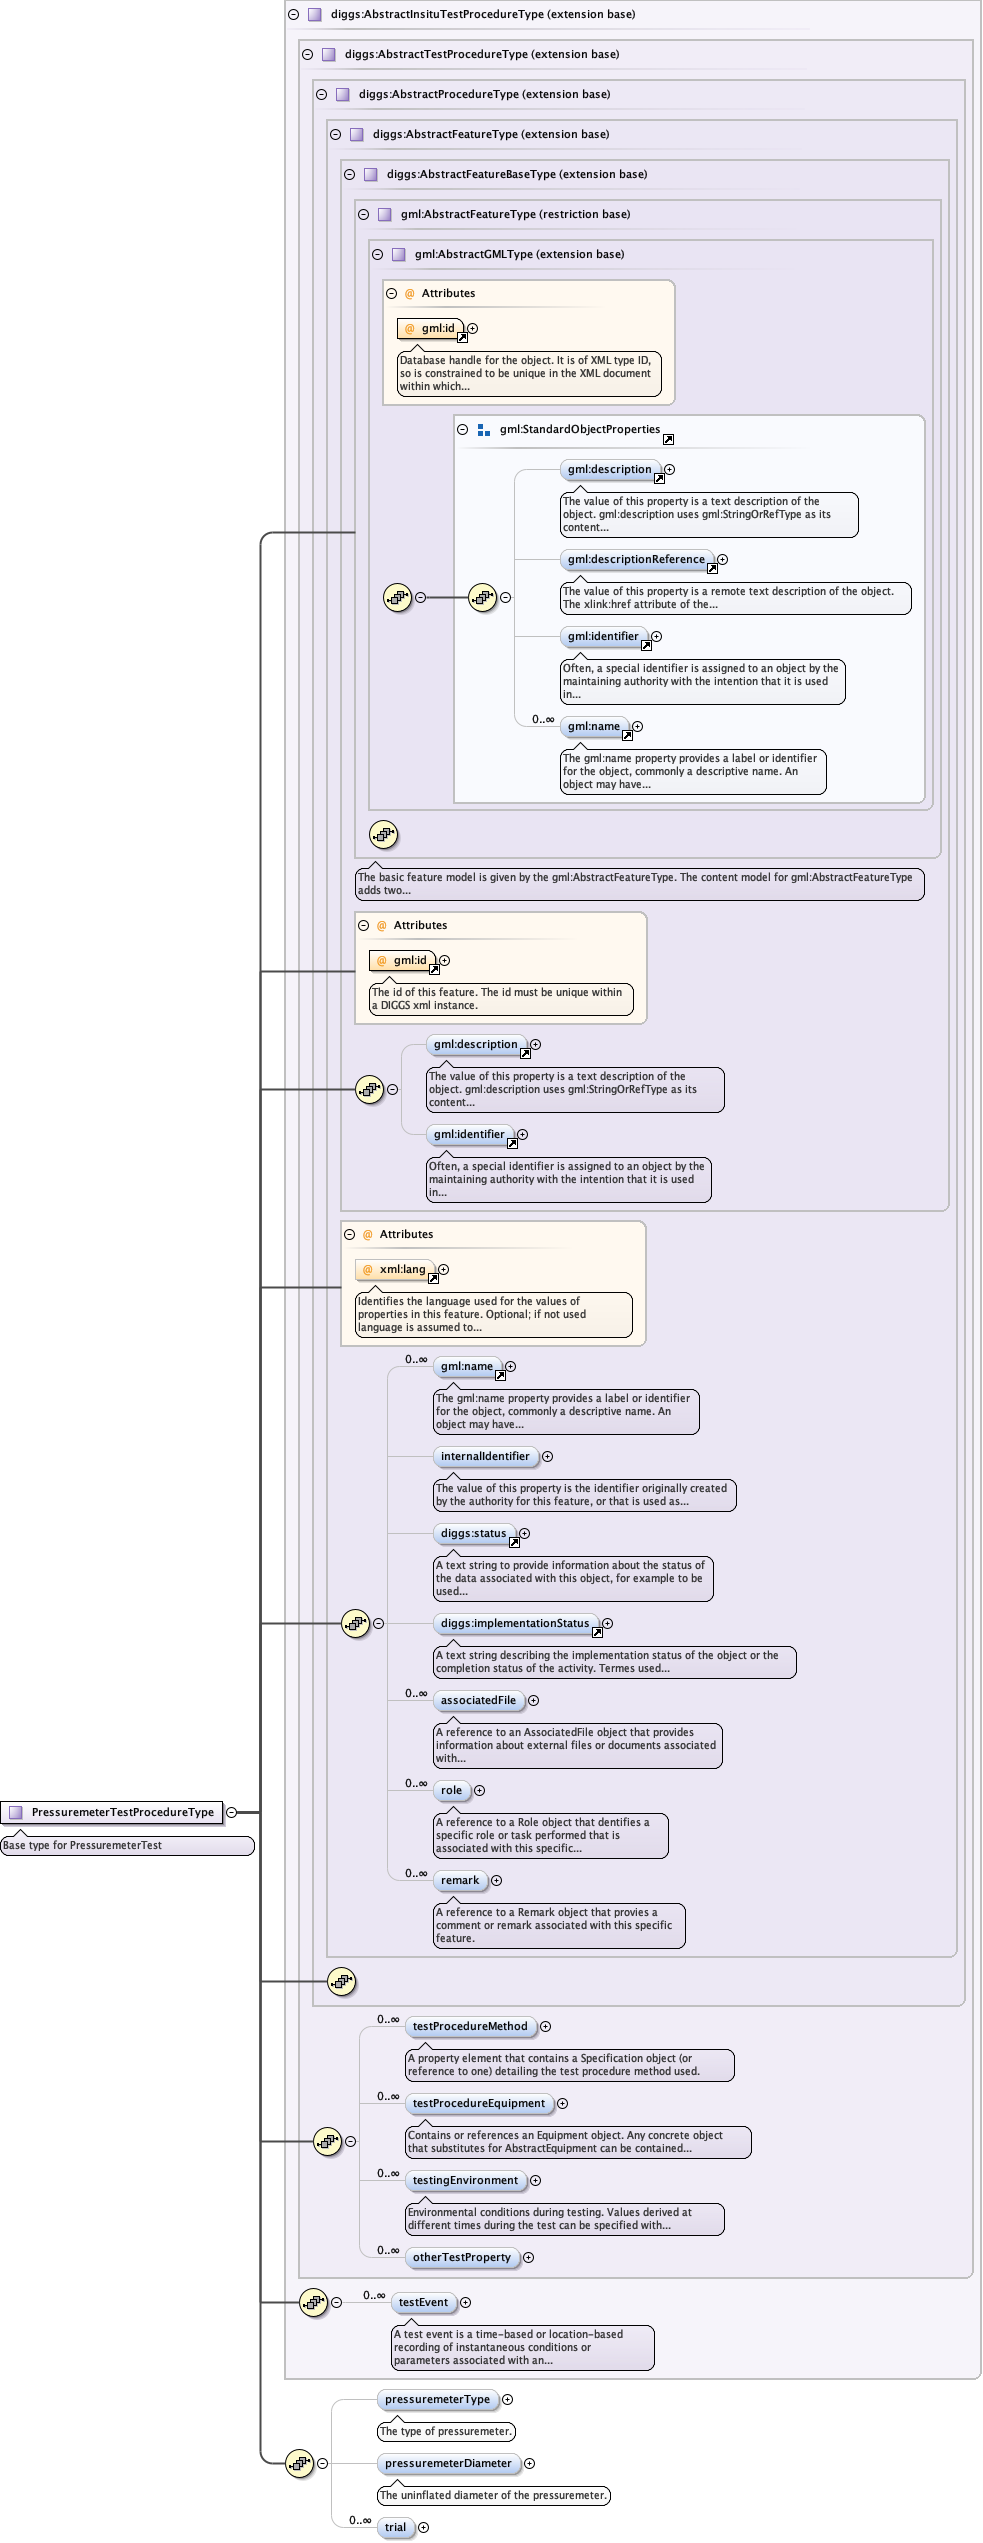 diggs:AbstractInsituTestProcedureType (extension base)
diggs:AbstractTestProcedureType (extension base)
diggs:AbstractProcedureType (extension base)
diggs:AbstractFeatureType (extension base)
diggs:AbstractFeatureBaseType (extension base)
gml:AbstractFeatureType (restriction base)
gml:AbstractGMLType (extension base)
@ Attributes
@ gml:id
Database handle for the object. It is of XML type ID,
so is constrained to be unique in the XML document
within which...
gml:StandardObjectProperties
gml:description
The value of this property is a text description of the
object. gml:description uses gml:StringOrRefType as its
content...
gml:descriptionReference
The value of this property is a remote text description of the object.
The xlink:href attribute of the...
gml:identifier
Often, a special identifier is assigned to an object by the
maintaining authority with the intention that it is used
in...
0..∞
gml:name
The gml:name property provides a label or identifier
for the object, commonly a descriptive name. An
object may have...
The basic feature model is given by the gml:AbstractFeatureType. The content model for gml:AbstractFeatureType
adds two...
@ Attributes
@ gml:id
The id of this feature. The id must be unique within
a DIGGS xml instance.
gml:description
The value of this property is a text description of the
object. gml:description uses gml:StringOrRefType as its
content...
gml:identifier
Often, a special identifier is assigned to an object by the
maintaining authority with the intention that it is used
in...
@ Attributes
@ xml:lang
Identifies the language used for the values of
properties in this feature. Optional; if not used
language is assumed to...
0..∞
gml:name
The gml:name property provides a label or identifier
for the object, commonly a descriptive name. An
object may have...
internalIdentifier
The value of this property is the identifier originally created
by the authority for this feature, or that is used as...
diggs:status
A text string to provide information about the status of
the data associated with this object, for example to be
used...
diggs:implementationStatus
A text string describing the implementation status of the object or the
completion status of the activity. Termes used...
0..∞
associatedFile
A reference to an AssociatedFile object that provides
information about external files or documents associated
with...
0..∞
role
A reference to a Role object that dentifies a
specific role or task performed that is
associated with this specific...
PressuremeterTestProcedureType
Base type for PressuremeterTest
0..∞
remark
A reference to a Remark object that provies a
comment or remark associated with this specific
feature.
0..∞
testProcedureMethod
A property element that contains a Specification object (or
reference to one) detailing the test procedure method used.
0..∞
testProcedureEquipment
Contains or references an Equipment object. Any concrete object
that substitutes for AbstractEquipment can be contained...
0..∞
testingEnvironment
Environmental conditions during testing. Values derived at
different times during the test can be specified with...
0..∞
otherTestProperty
0..∞
testEvent
A test event is a time-based or location-based
recording of instantaneous conditions or
parameters associated with an...
pressuremeterType
The type of pressuremeter.
pressuremeterDiameter
The uninflated diameter of the pressuremeter.
0..∞
trial